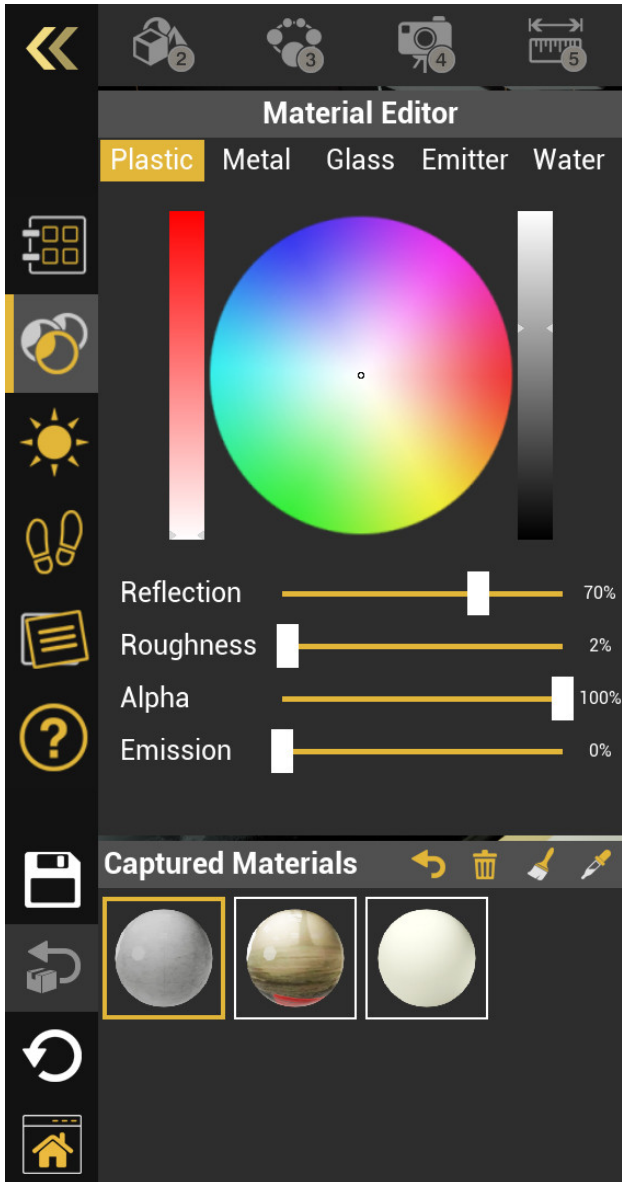 2 3 4 5
Material Editor
Plastic Metal Glass Emitter Water
Reflection 70%
Roughness 2%
Alpha 100%
Emission 0%
?
Captured Materials